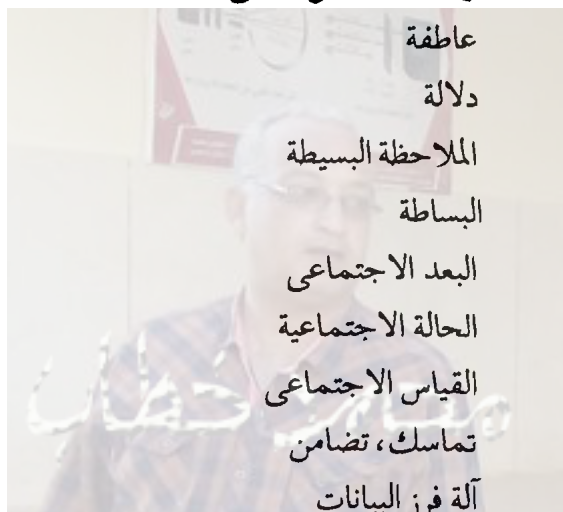 عاطفة
دلالة
الملاحظة البسيطة
البساطة
البعد الاجتماعى
الحالة الاجتماعية
القياس الاجتماعى
تماسك، تضامن
آلة فرز البيانات